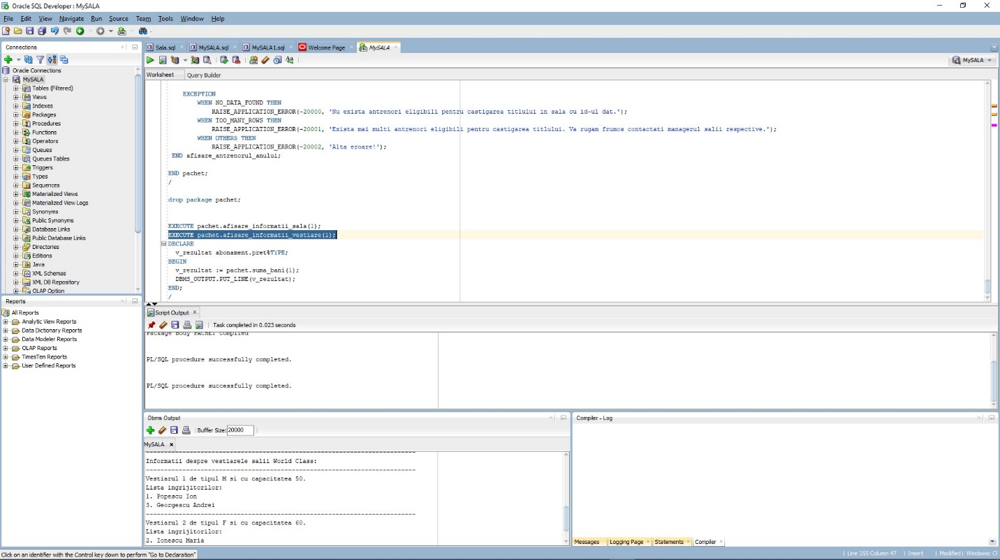 Oracle SQL Developer : MySALA
File Edit View Navigate Run Source Team Tools Window Help
Connections
Oracle Connections
MySALA
Tables (Filtered)
Views
Indexes
Packages
Procedures
Functions
Operators
Queues
Queues Tables
Triggers
Types
Sequences
Materialized Views
Materialized View Logs
Synonyms
Public Synonyms
Database Links
Public Database Links
Directories
Editions
Java
XML Schemas
XML DB Repository
OLAP Option
Reports
All Reports
Analytic View Reports
Data Dictionary Reports
Data Modeler Reports
OLAP Reports
TimesTen Reports
User Defined Reports
Sala.sql MySALA.sql MySALA1.sql Welcome Page MySALA
MySALA
Worksheet Query Builder
EXCEPTION
WHEN NO_DATA_FOUND THEN
RAISE_APPLICATION_ERROR(-20000, 'Nu exista antrenori eligibili pentru castigarea titlului in sala cu id-ul dat.');
WHEN TOO_MANY_ROWS THEN
RAISE_APPLICATION_ERROR(-20001, 'Exista mai multi antrenori eligibili pentru castigarea titlului. Va rugam frumos contactati managerul salii respective.');
WHEN OTHERS THEN
RAISE_APPLICATION_ERROR(-20002, 'Alta eroare!');
END afisare_antrenorul_anului;
END pachet;
/
drop package pachet;
EXECUTE pachet.afisare_informatii_sala(1);
EXECUTE pachet.afisare_informatii_vestiare(1);
DECLARE
v_rezultat abonament.pret%TYPE;
BEGIN
v_rezultat := pachet.suma_bani(1);
DBMS_OUTPUT.PUT_LINE(v_rezultat);
END;
/
Script Output
Task completed in 0.023 seconds
Package Body PACHET compiled
PL/SQL procedure successfully completed.
PL/SQL procedure successfully completed.
Dbms Output
Buffer Size: 20000
MySALA
------------------------------------------------------------------------
Informatii despre vestiarele salii World Class:
------------------------------------------------------------------------
Vestiarul 1 de tipul M si cu capacitatea 50.
Lista ingrijitorilor:
1. Popescu Ion
3. Georgescu Andrei
------------------------------------------------------------------------
Vestiarul 2 de tipul F si cu capacitatea 60.
Lista ingrijitorilor:
2. Ionescu Maria
Compiler - Log
Messages Logging Page Statements Compiler
Click on an identifier with the Control key down to perform "Go to Declaration"
Line 355 Column 47 | Insert | Modified | Windows: Cl